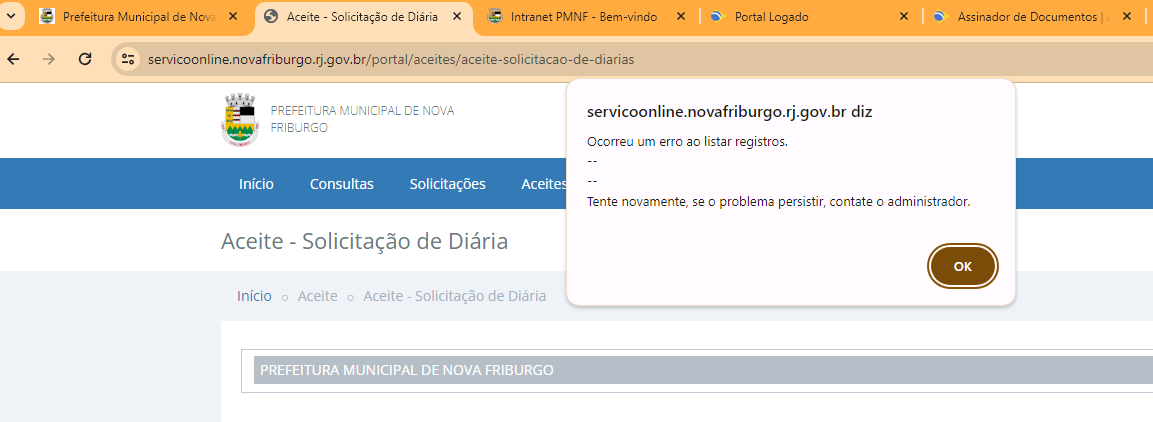 Prefeitura Municipal de Nova
Aceite - Solicitação de Diária
Intranet PMNF - Bem-vindo
Portal Logado
Assinador de Documentos |
servicoonline.novafriburgo.rj.gov.br/portal/aceites/aceite-solicitacao-de-diarias
PREFEITURA MUNICIPAL DE NOVA
FRIBURGO
servicoonline.novafriburgo.rj.gov.br diz
Ocorreu um erro ao listar registros.
--
--
Tente novamente, se o problema persistir, contate o administrador.
OK
Início Consultas Solicitações Aceites
Aceite - Solicitação de Diária
Início Aceite Aceite - Solicitação de Diária
PREFEITURA MUNICIPAL DE NOVA FRIBURGO